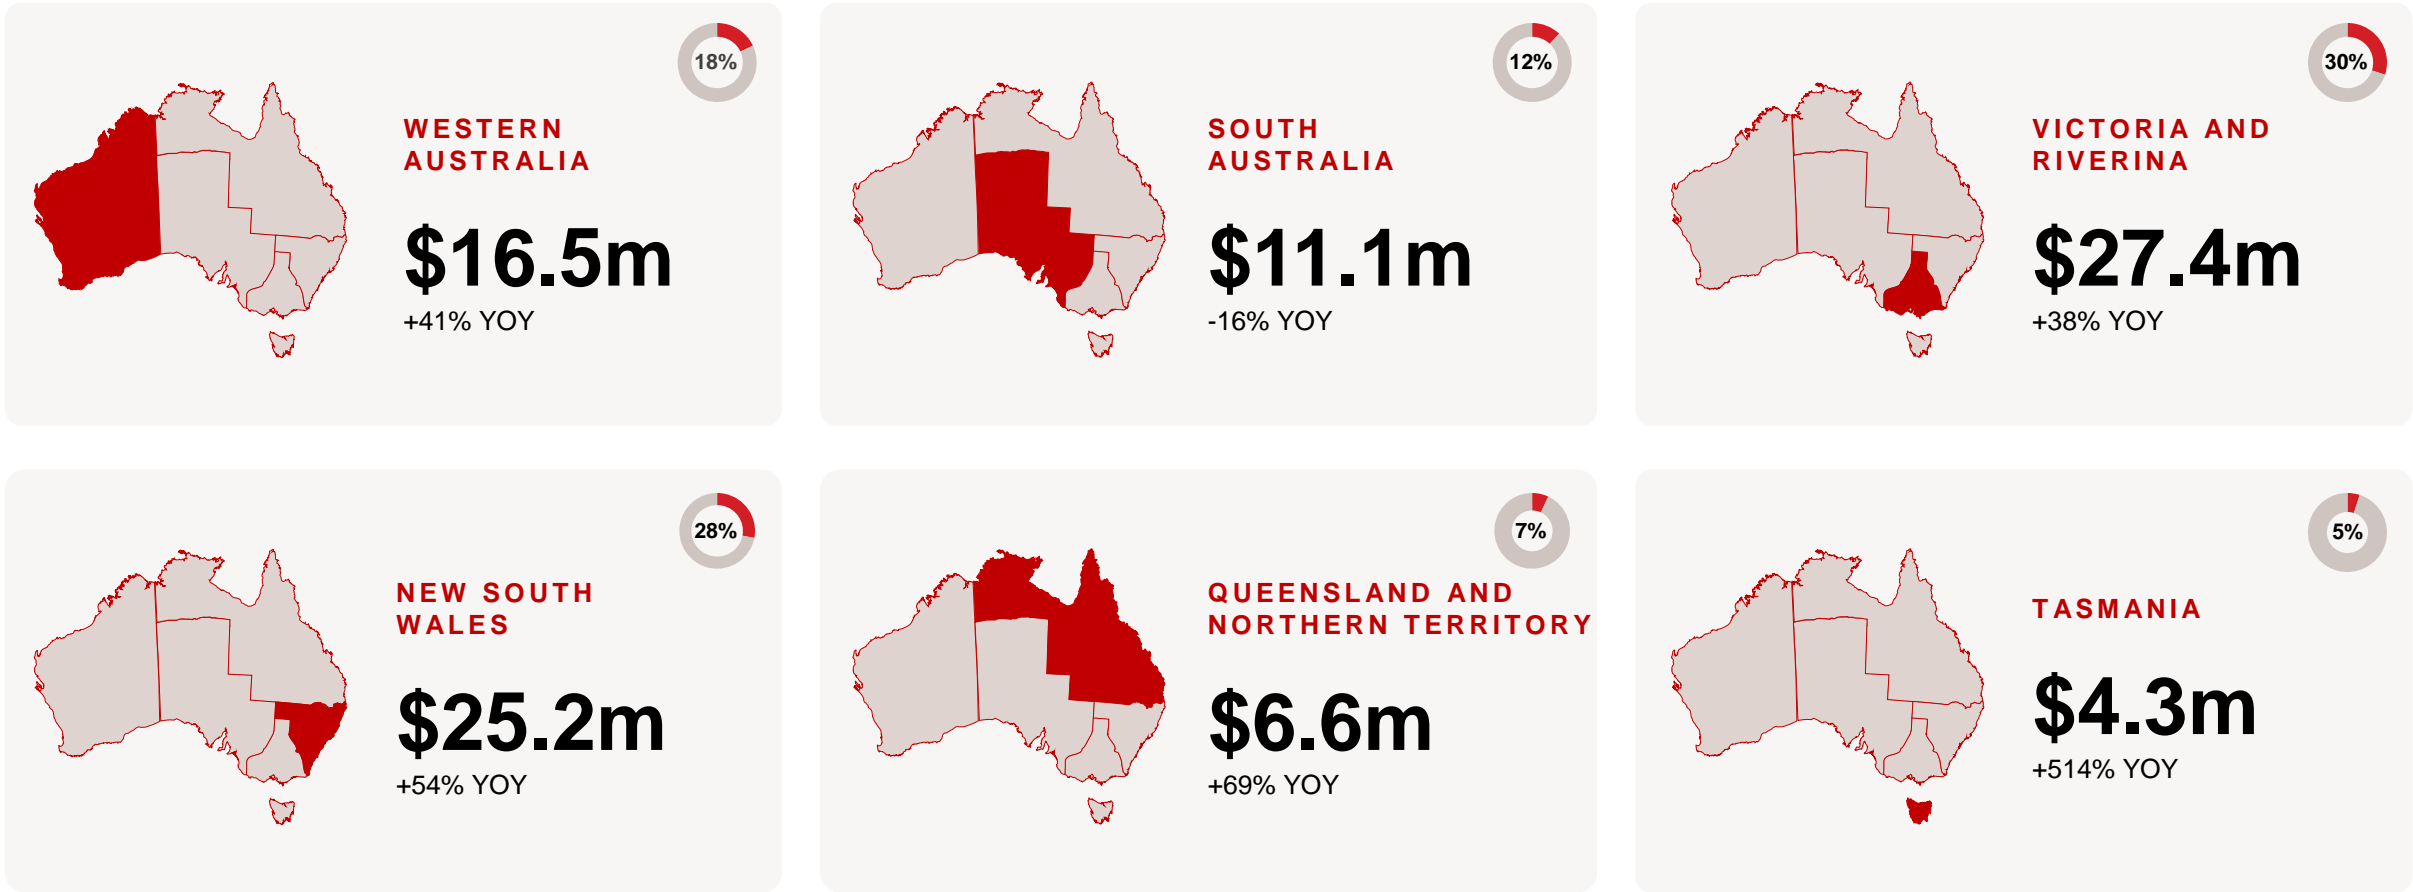 18%
WESTERN
AUSTRALIA
$16.5m
+41% YOY
12%
SOUTH
AUSTRALIA
$11.1m
-16% YOY
30%
VICTORIA AND
RIVERINA
$27.4m
+38% YOY
28%
NEW SOUTH
WALES
$25.2m
+54% YOY
7%
QUEENSLAND AND
NORTHERN TERRITORY
$6.6m
+69% YOY
5%
TASMANIA
$4.3m
+514% YOY